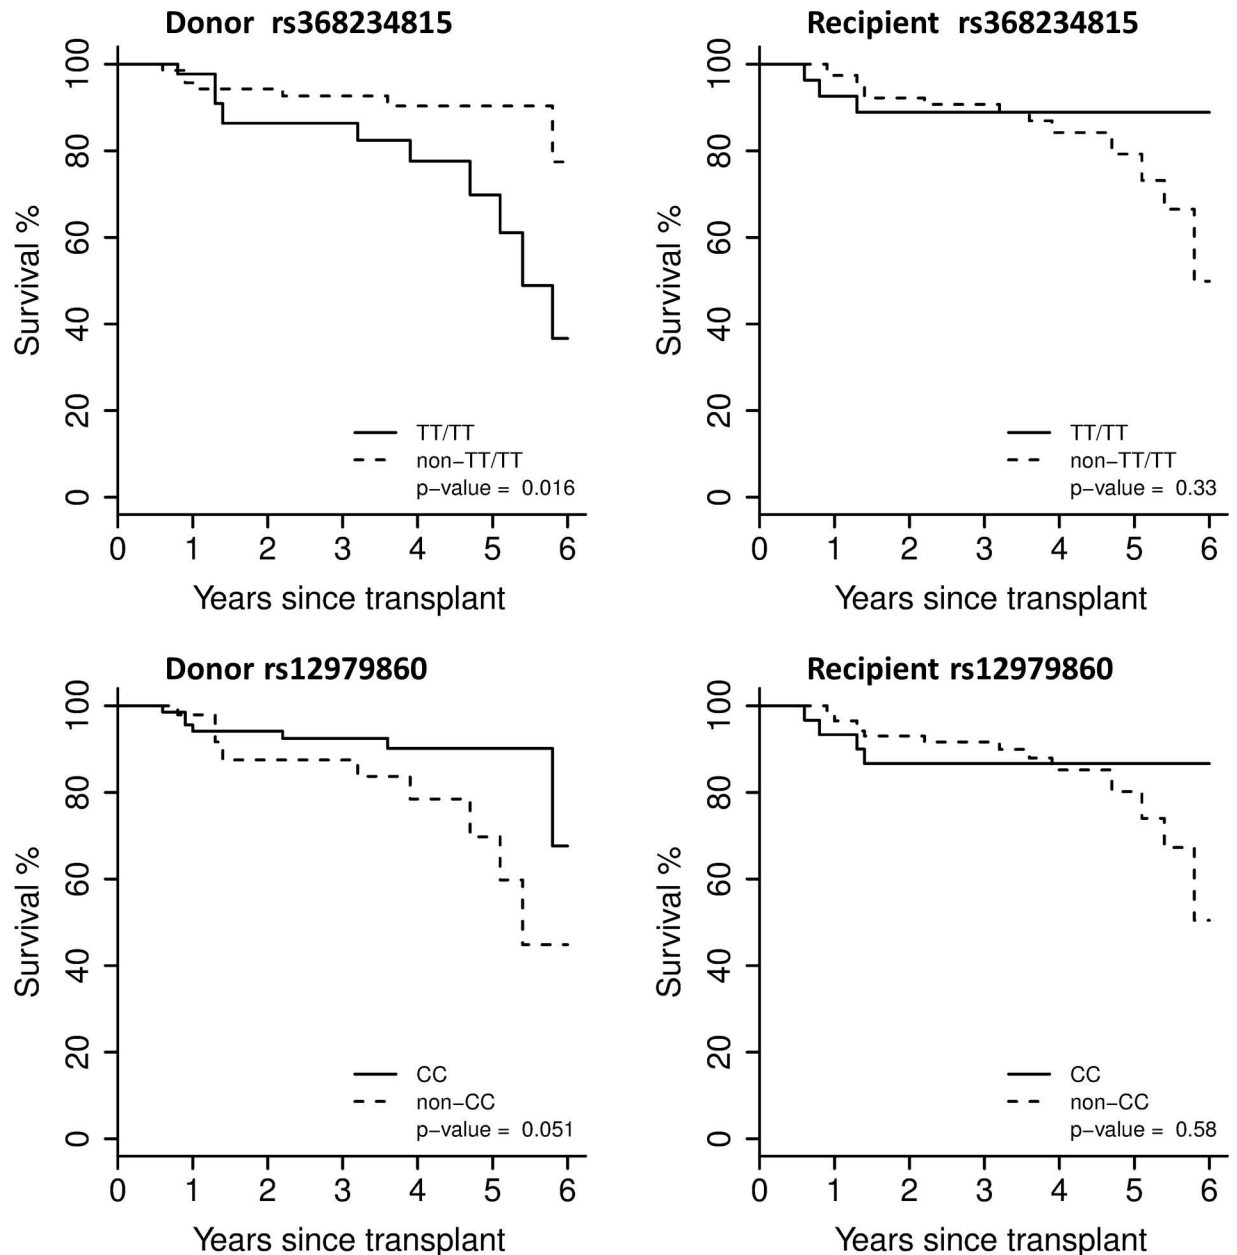 Donor rs368234815
Survival %
100
80
60
40
20
0
TT/TT
non−TT/TT
p−value = 0.016
0 1 2 3 4 5 6
Years since transplant
Recipient rs368234815
Survival %
100
80
60
40
20
0
TT/TT
non−TT/TT
p−value = 0.33
0 1 2 3 4 5 6
Years since transplant
Donor rs12979860
Survival %
100
80
60
40
20
0
CC
non−CC
p−value = 0.051
0 1 2 3 4 5 6
Years since transplant
Recipient rs12979860
Survival %
100
80
60
40
20
0
CC
non−CC
p−value = 0.58
0 1 2 3 4 5 6
Years since transplant